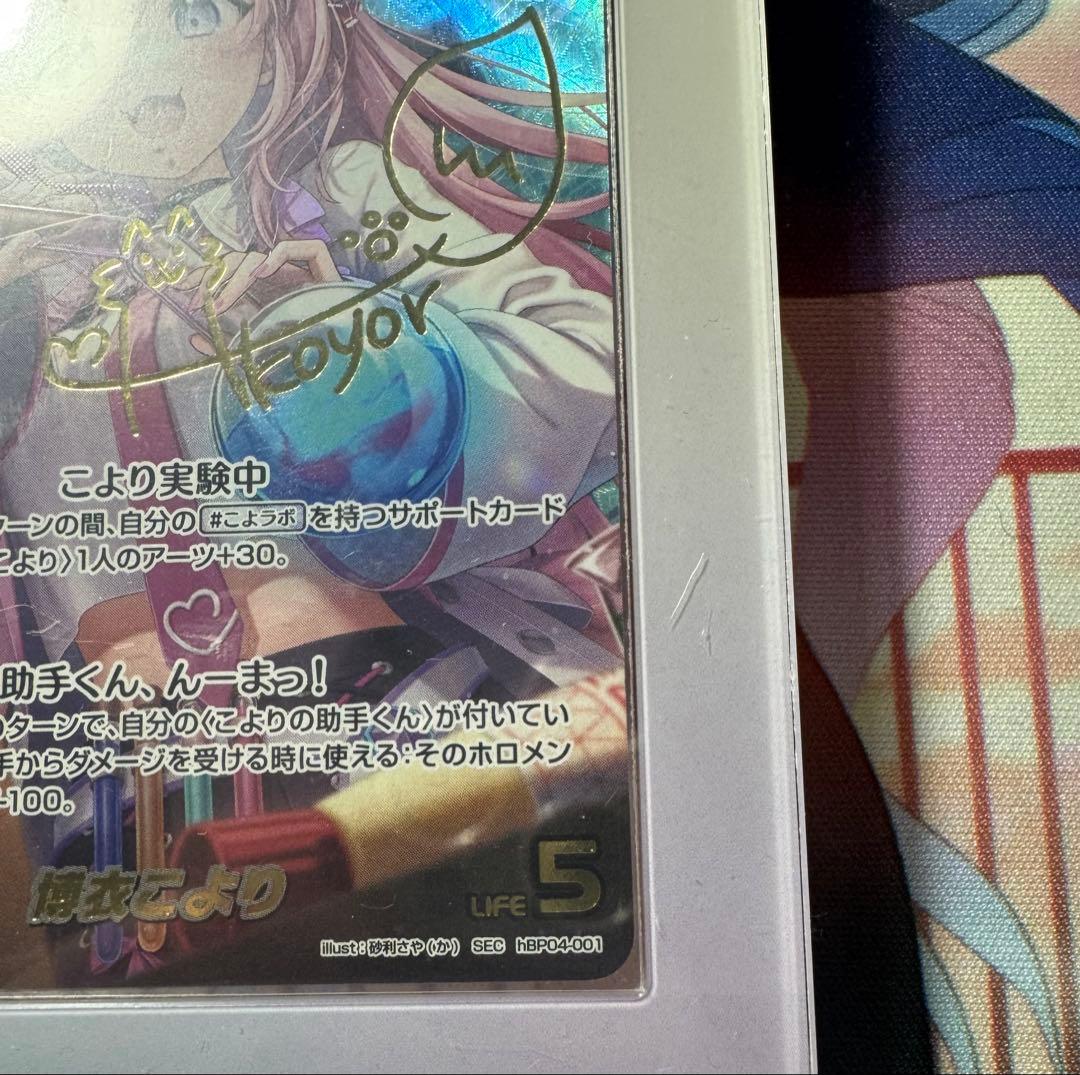 koyori
こより実験中
ターンの間、自分の #こよラボ を持つサポートカード
こより〉1人のアーツ+30。
助手くん、んーまっ!
のターンで、自分の〈こよりの助手くん〉が付いてい
手からダメージを受ける時に使える:そのホロメン
-100。
博衣こより
LIFE 5
illust:砂利さや(か) SEC hBP04-001